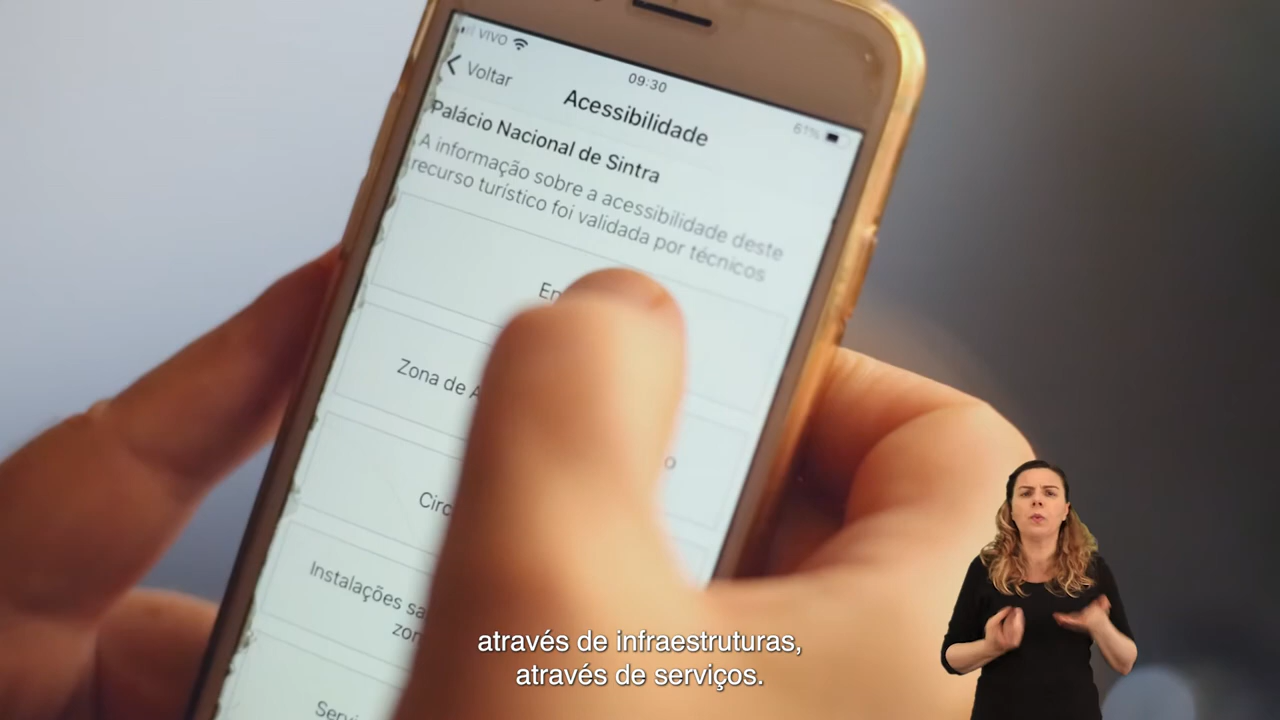 VIVO
09:30
61%
Voltar
Acessibilidade
Palácio Nacional de Sintra
A informação sobre a acessibilidade deste
recurso turístico foi validada por técnicos
Zona de
Instalações
através de infraestruturas,
através de serviços.